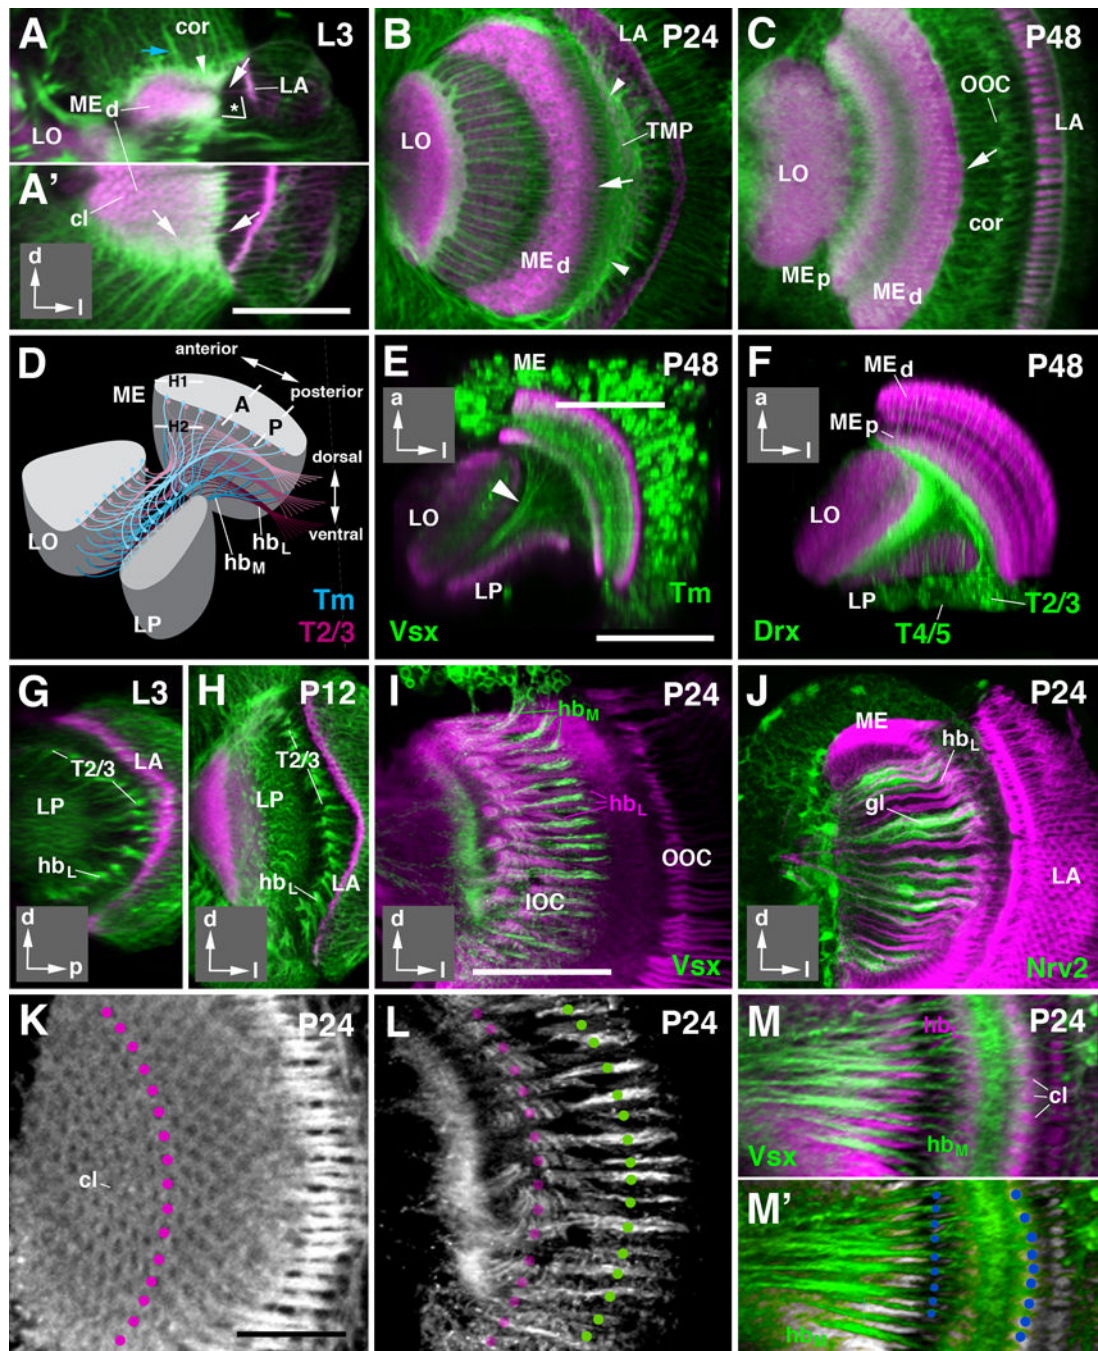 A
cor
L3
LA
ME d
*
LO
A'
cl
d
l
B
LA
P24
LO
TMP
ME d
C
P48
OOC
LA
LO
cor
ME p
ME d
D
anterior
posterior
ME
H1
A
P
H2
dorsal
ventral
LO
hb L
hb M
LP
Tm
T2/3
E
ME
P48
a
l
LO
LP
Vsx
Tm
F
P48
ME d
a
ME p
l
LO
LP
T2/3
Drx
T4/5
G
L3
T2/3
LA
LP
hb L
d
p
H
P12
T2/3
LP
hb L
LA
d
l
I
P24
hb M
hb L
OOC
IOC
d
l
Vsx
J
P24
ME
hb L
gl
LA
d
l
Nrv2
K
P24
cl
L
P24
M
hb L
P24
cl
Vsx
hb M
M'
hb M